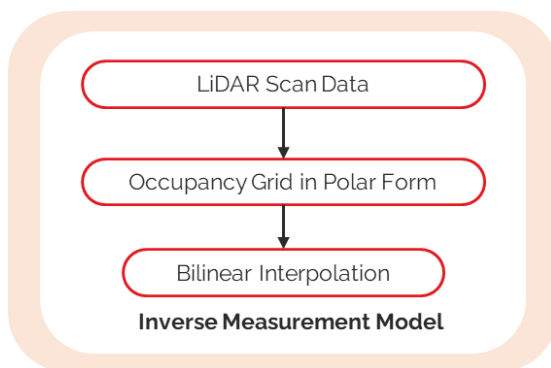 LiDAR Scan Data
Occupancy Grid in Polar Form
Bilinear Interpolation
Inverse Measurement Model